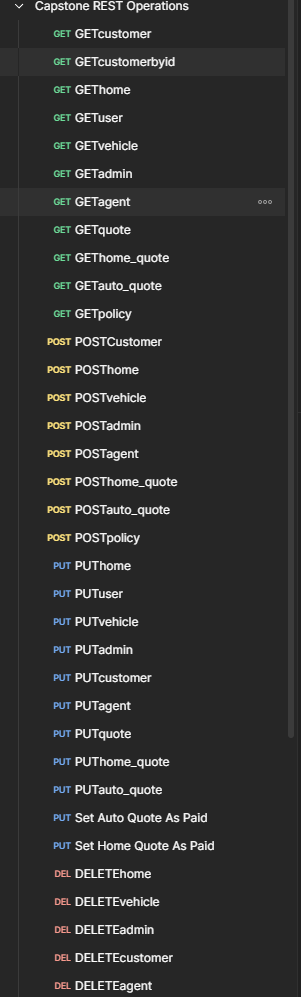 Capstone REST Operations
GET GETcustomer
GET GETcustomerbyid
GET GEThome
GET GETuser
GET GETvehicle
GET GETadmin
GET GETagent
GET GETquote
GET GEThome_quote
GET GETauto_quote
GET GETpolicy
POST POSTCustomer
POST POSThome
POST POSTvehicle
POST POSTadmin
POST POSTagent
POST POSThome_quote
POST POSTauto_quote
POST POSTpolicy
PUT PUThome
PUT PUTuser
PUT PUTvehicle
PUT PUTadmin
PUT PUTcustomer
PUT PUTagent
PUT PUTquote
PUT PUThome_quote
PUT PUTauto_quote
PUT Set Auto Quote As Paid
PUT Set Home Quote As Paid
DEL DELETEhome
DEL DELETEvehicle
DEL DELETEadmin
DEL DELETEcustomer
DEL DELETEagent